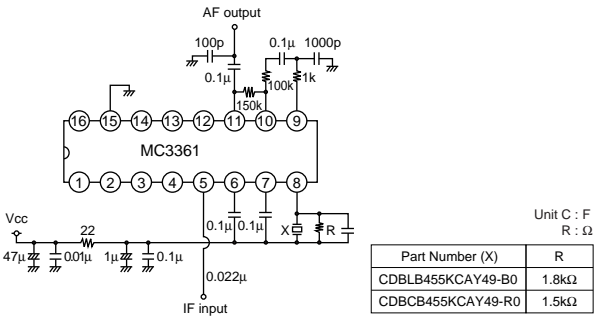 AF output
100p
0.1µ
1000p
0.1µ
100k
1k
150k
16 15 14 13 12 11 10 9
MC3361
1 2 3 4 5 6 7 8
Vcc
22
0.1µ 0.1µ
X
R
47µ
0.01µ
1µ
0.1µ
0.022µ
IF input
Unit C : F
R : Ω
Part Number (X) R
CDBLB455KCAY49-B0 1.8kΩ
CDBCB455KCAY49-R0 1.5kΩ